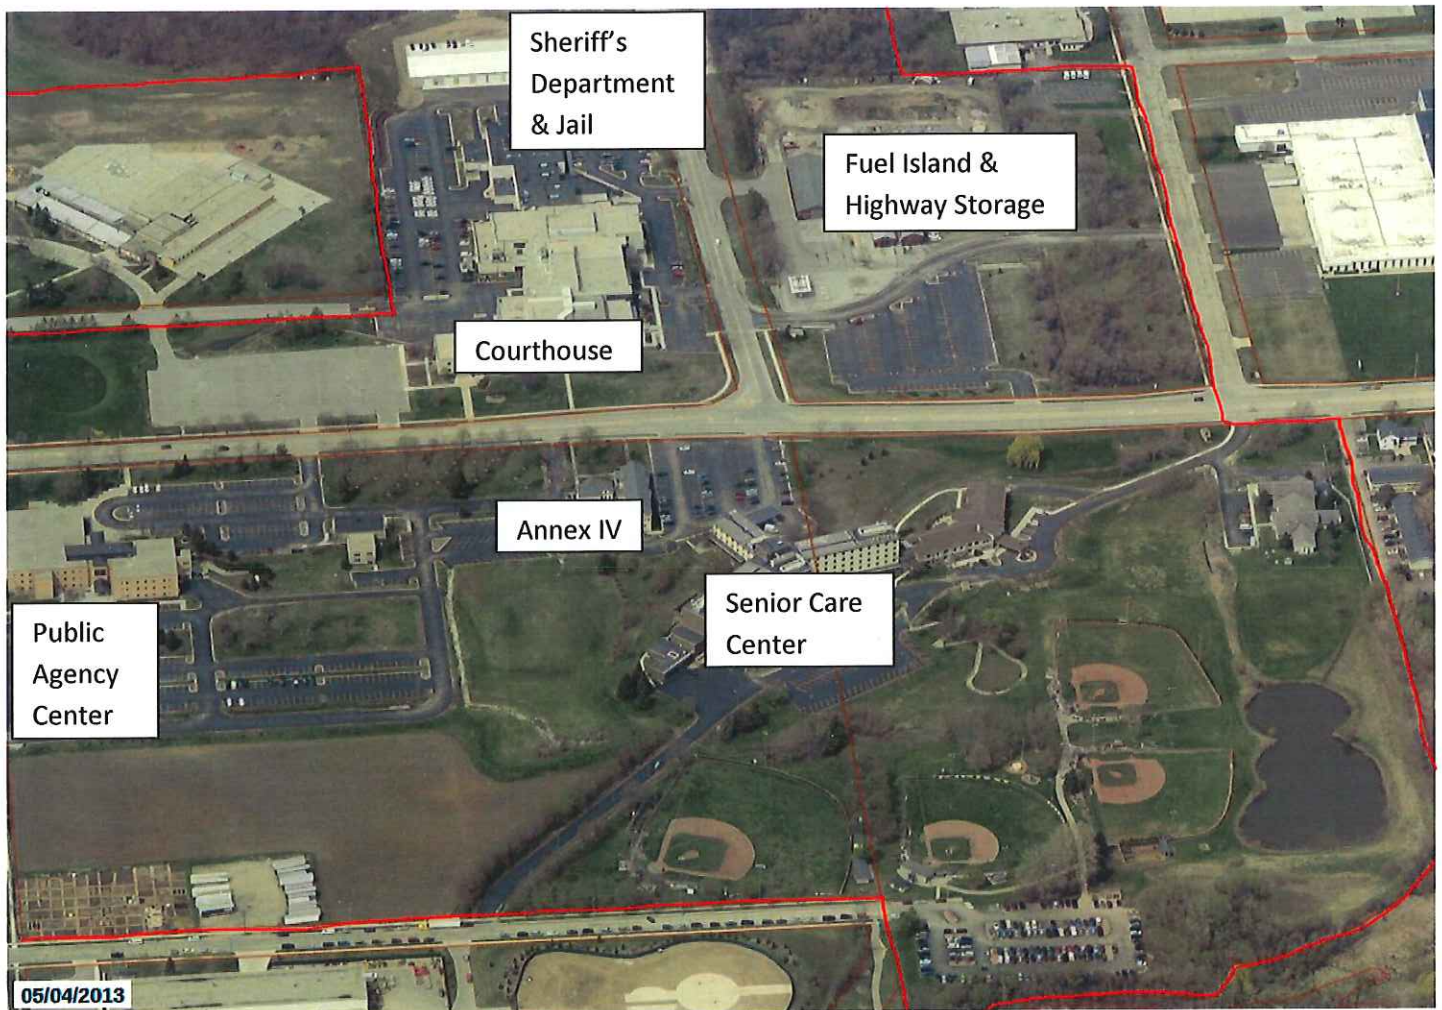 Sheriff's
Department
& Jail
Fuel Island &
Highway Storage
Courthouse
Annex IV
Senior Care
Center
Public
Agency
Center
05/04/2013